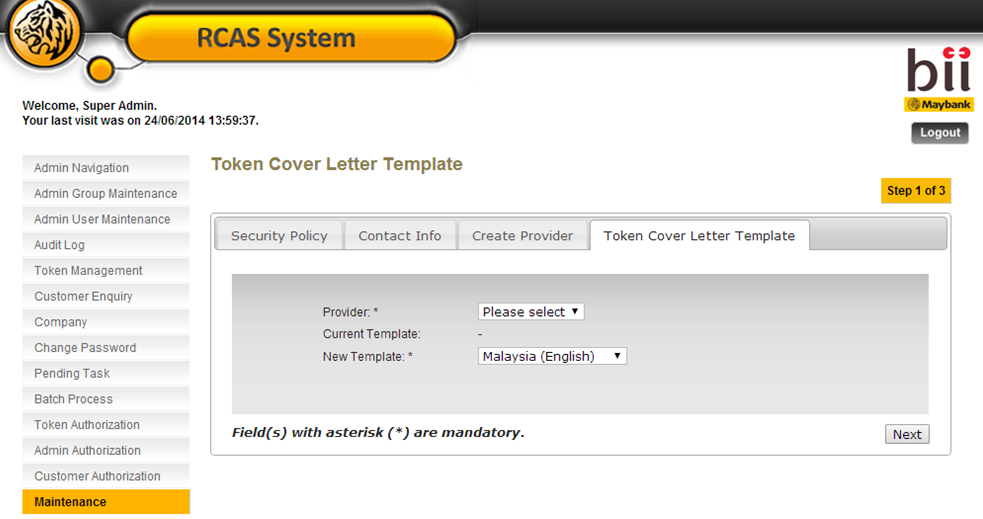 RCAS System
bii
Maybank
Welcome, Super Admin.
Your last visit was on 24/06/2014 13:59:37.
Logout
Admin Navigation
Admin Group Maintenance
Admin User Maintenance
Audit Log
Token Management
Customer Enquiry
Company
Change Password
Pending Task
Batch Process
Token Authorization
Admin Authorization
Customer Authorization
Maintenance
Token Cover Letter Template
Step 1 of 3
Security Policy Contact Info Create Provider Token Cover Letter Template
Provider: * Please select
Current Template: -
New Template: * Malaysia (English)
Field(s) with asterisk (*) are mandatory.
Next